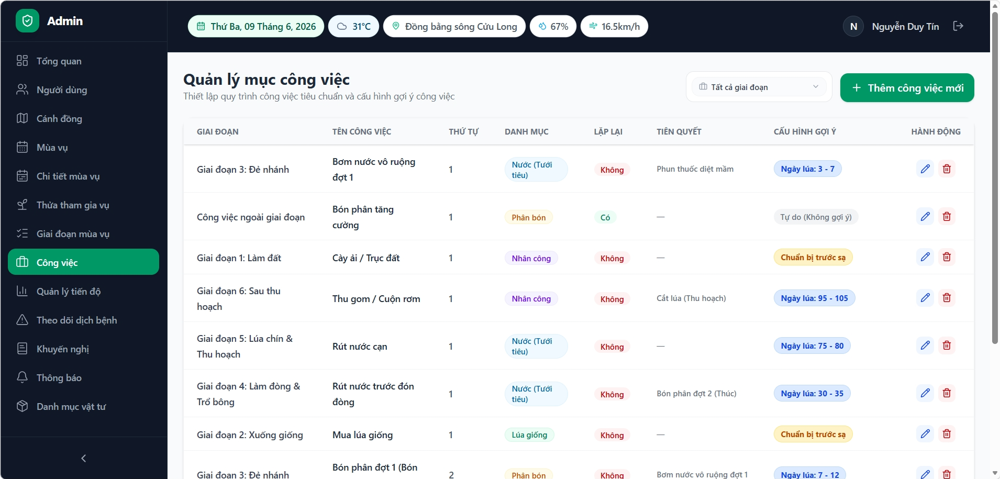 Admin
Thứ Ba, 09 Tháng 6, 2026
31°C
Đồng bằng sông Cửu Long
67%
16.5km/h
N
Nguyễn Duy Tín
Tổng quan
Người dùng
Cánh đồng
Mùa vụ
Chi tiết mùa vụ
Thửa tham gia vụ
Giai đoạn mùa vụ
Công việc
Quản lý tiến độ
Theo dõi dịch bệnh
Khuyến nghị
Thông báo
Danh mục vật tư
Quản lý mục công việc
Thiết lập quy trình công việc tiêu chuẩn và cấu hình gợi ý công việc
Tất cả giai đoạn
+ Thêm công việc mới
GIAI ĐOẠN TÊN CÔNG VIỆC THỨ TỰ DANH MỤC LẶP LẠI TIÊN QUYẾT CẤU HÌNH GỢI Ý HÀNH ĐỘNG
Giai đoạn 3: Đẻ nhánh
Bơm nước vô ruộng
đợt 1
1
Nước (Tưới
tiêu)
Không
Phun thuốc diệt mầm
Ngày lúa: 3 - 7
Công việc ngoài giai đoạn
Bón phân tăng
cường
1
Phân bón
Có
—
Tự do (Không gợi ý)
Giai đoạn 1: Làm đất
Cày ải / Trục đất
1
Nhân công
Không
—
Chuẩn bị trước sạ
Giai đoạn 6: Sau thu
hoạch
Thu gom / Cuộn rơm
1
Nhân công
Không
Cắt lúa (Thu hoạch)
Ngày lúa: 95 - 105
Giai đoạn 5: Lúa chín &
Thu hoạch
Rút nước cạn
1
Nước (Tưới
tiêu)
Không
—
Ngày lúa: 75 - 80
Giai đoạn 4: Làm đòng &
Trổ bông
Rút nước trước đón
đòng
1
Nước (Tưới
tiêu)
Không
Bón phân đợt 2 (Thúc)
Ngày lúa: 30 - 35
Giai đoạn 2: Xuống giống
Mua lúa giống
1
Lúa giống
Không
—
Chuẩn bị trước sạ
Giai đoạn 3: Đẻ nhánh
Bón phân đợt 1 (Bón
2
Phân bón
Không
Bơm nước vô ruộng đợt 1
Ngày lúa: 7 - 12